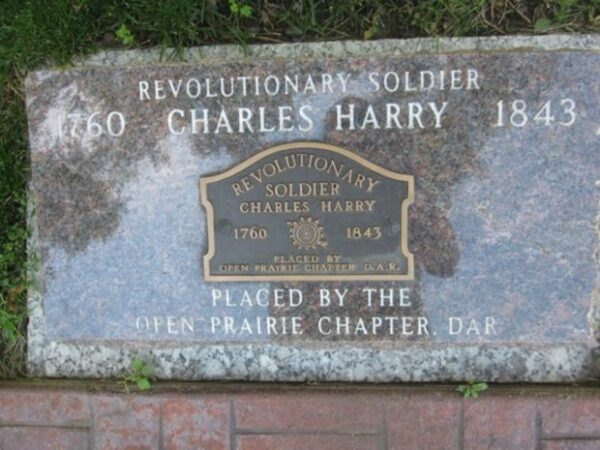 REVOLUTIONARY SOLDIER
1760 - CHARLES HARRY 1843
REVOLUTIONARY
SOLDIER
CHARLES HARRY
1760 1843
PLACED BY
OPEN PRAIRIE CHAPTER D.A.R.
PLACED BY THE
OPEN PRAIRIE CHAPTER, DAR